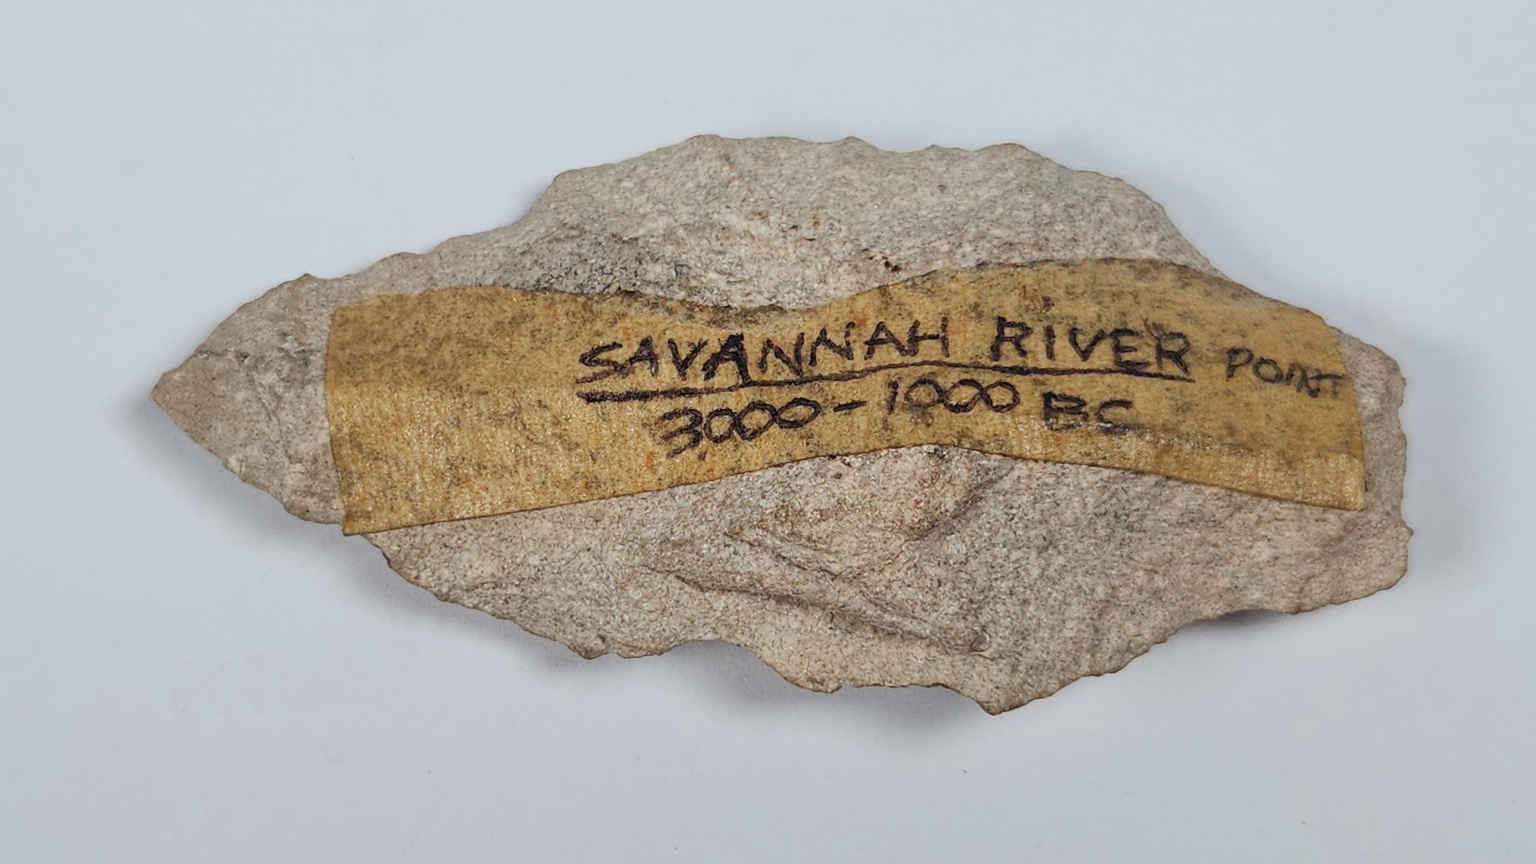 SAVANNAH RIVER POINT
3000-1000 BC